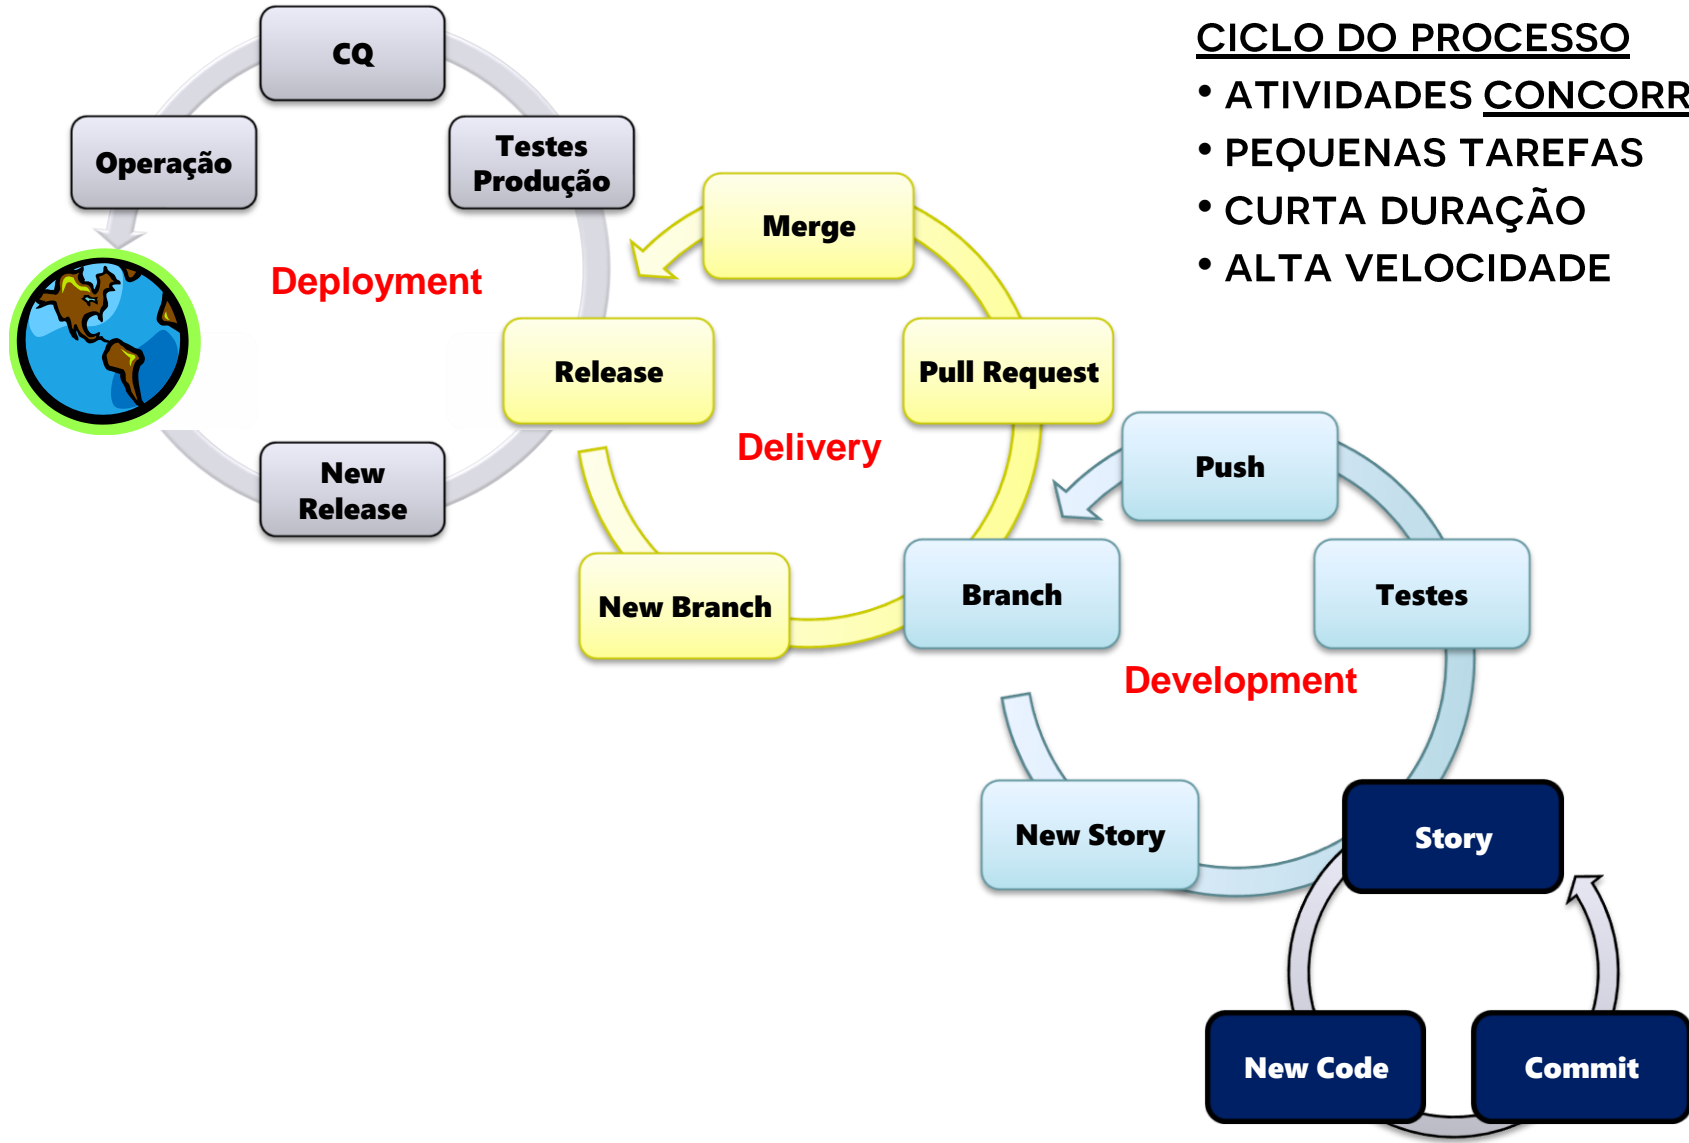 CICLO DO PROCESSO
• ATIVIDADES CONCORR
• PEQUENAS TAREFAS
• CURTA DURAÇÃO
• ALTA VELOCIDADE
CQ
Operação
Testes
Produção
Deployment
New
Release
Merge
Release
Pull Request
Delivery
New Branch
Push
Branch
Testes
Development
New Story
Story
New Code
Commit